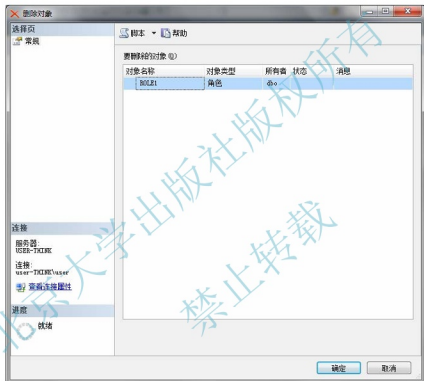 删除对象
选择页
常规
脚本 帮助
要删除的对象(Q)
对象名称 对象类型 所有者 状态 消息
ROLE1 角色 dbo
连接
服务器:
USER-THINK
连接:
user-THINK\user
查看连接属性
进度
就绪
确定 取消
北京大学出版社版权所有
禁止转载